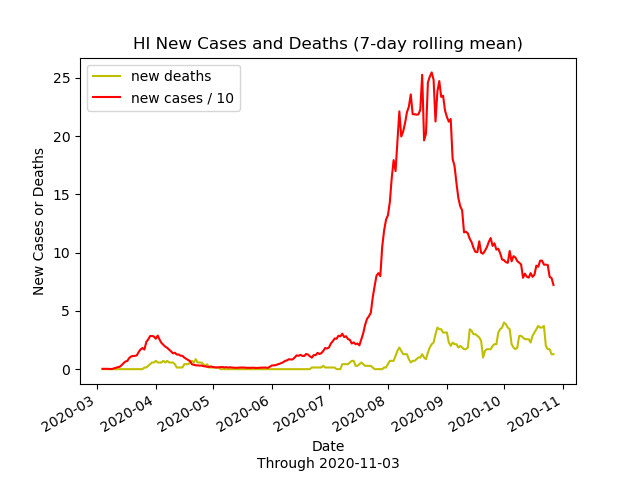 HI New Cases and Deaths (7-day rolling mean)
new deaths
new cases / 10
New Cases or Deaths
25
20
15
10
5
0
2020-03
2020-04
2020-05
2020-06
2020-07
2020-08
2020-09
2020-10
2020-11
Date
Through 2020-11-03